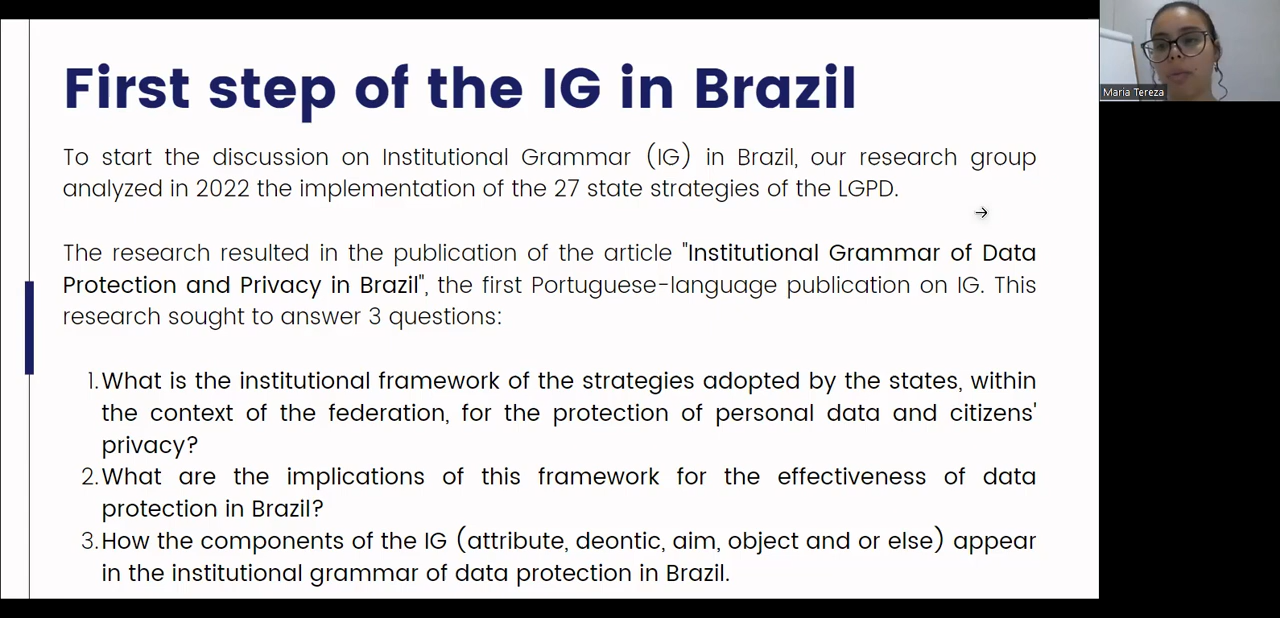 First step of the IG in Brazil
To start the discussion on Institutional Grammar (IG) in Brazil, our research group
analyzed in 2022 the implementation of the 27 state strategies of the LGPD.
The research resulted in the publication of the article "Institutional Grammar of Data
Protection and Privacy in Brazil", the first Portuguese-language publication on IG. This
research sought to answer 3 questions:
1. What is the institutional framework of the strategies adopted by the states, within
the context of the federation, for the protection of personal data and citizens'
privacy?
2. What are the implications of this framework for the effectiveness of data
protection in Brazil?
3. How the components of the IG (attribute, deontic, aim, object and or else) appear
in the institutional grammar of data protection in Brazil.
Maria Tereza